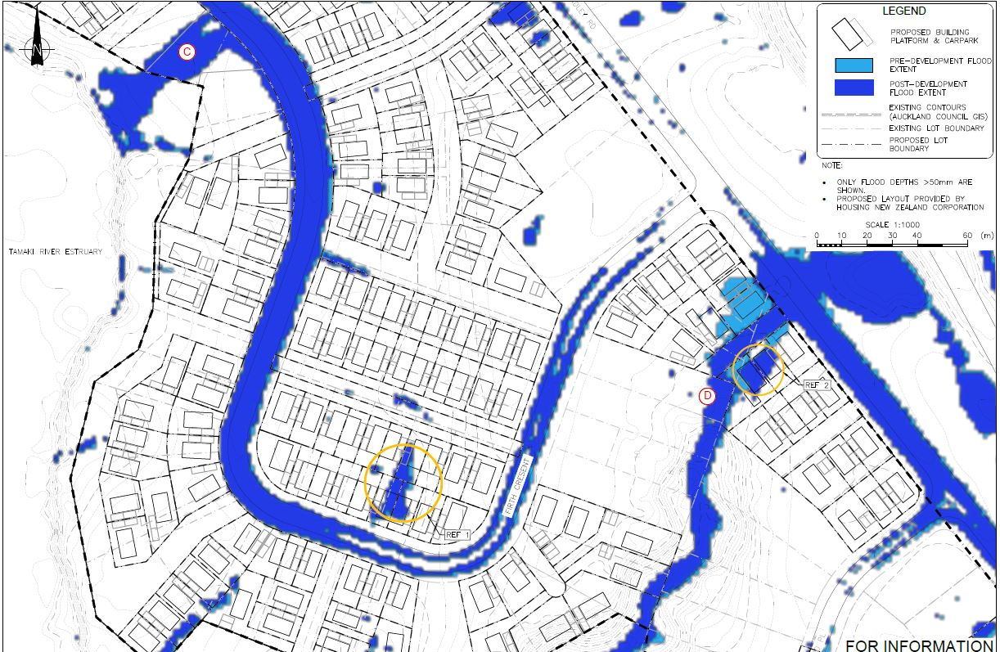 LEGEND
PROPOSED BUILDING
PLATFORM & CARPARK
PRE-DEVELOPMENT FLOOD
EXTENT
POST-DEVELOPMENT
FLOOD EXTENT
EXISTING CONTOURS
(AUCKLAND COUNCIL GIS)
EXISTING LOT BOUNDARY
PROPOSED LOT
BOUNDARY
NOTE:
• ONLY FLOOD DEPTHS >50mm ARE
SHOWN.
• PROPOSED LAYOUT PROVIDED BY
HOUSING NEW ZEALAND CORPORATION
SCALE 1:1000
0 10 20 30 40 60 (m)
N
C
TAMAKI RIVER ESTRUARY
REF 2
D
FIRTH CRESENT
REF 1
FOR INFORMATION